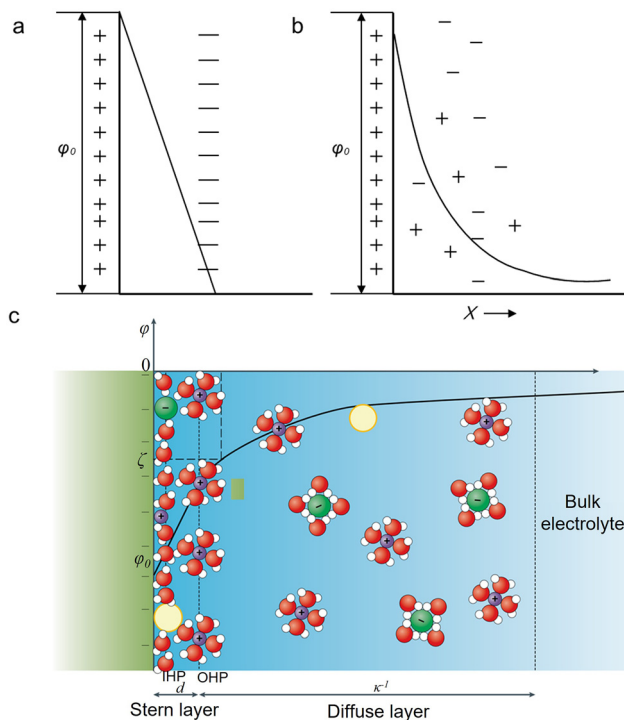 a
b
φ₀
φ₀
X
c
φ
0
ζ
φ₀
Bulk
electrolyte
IHP
OHP
d
κ⁻¹
Stern layer
Diffuse layer